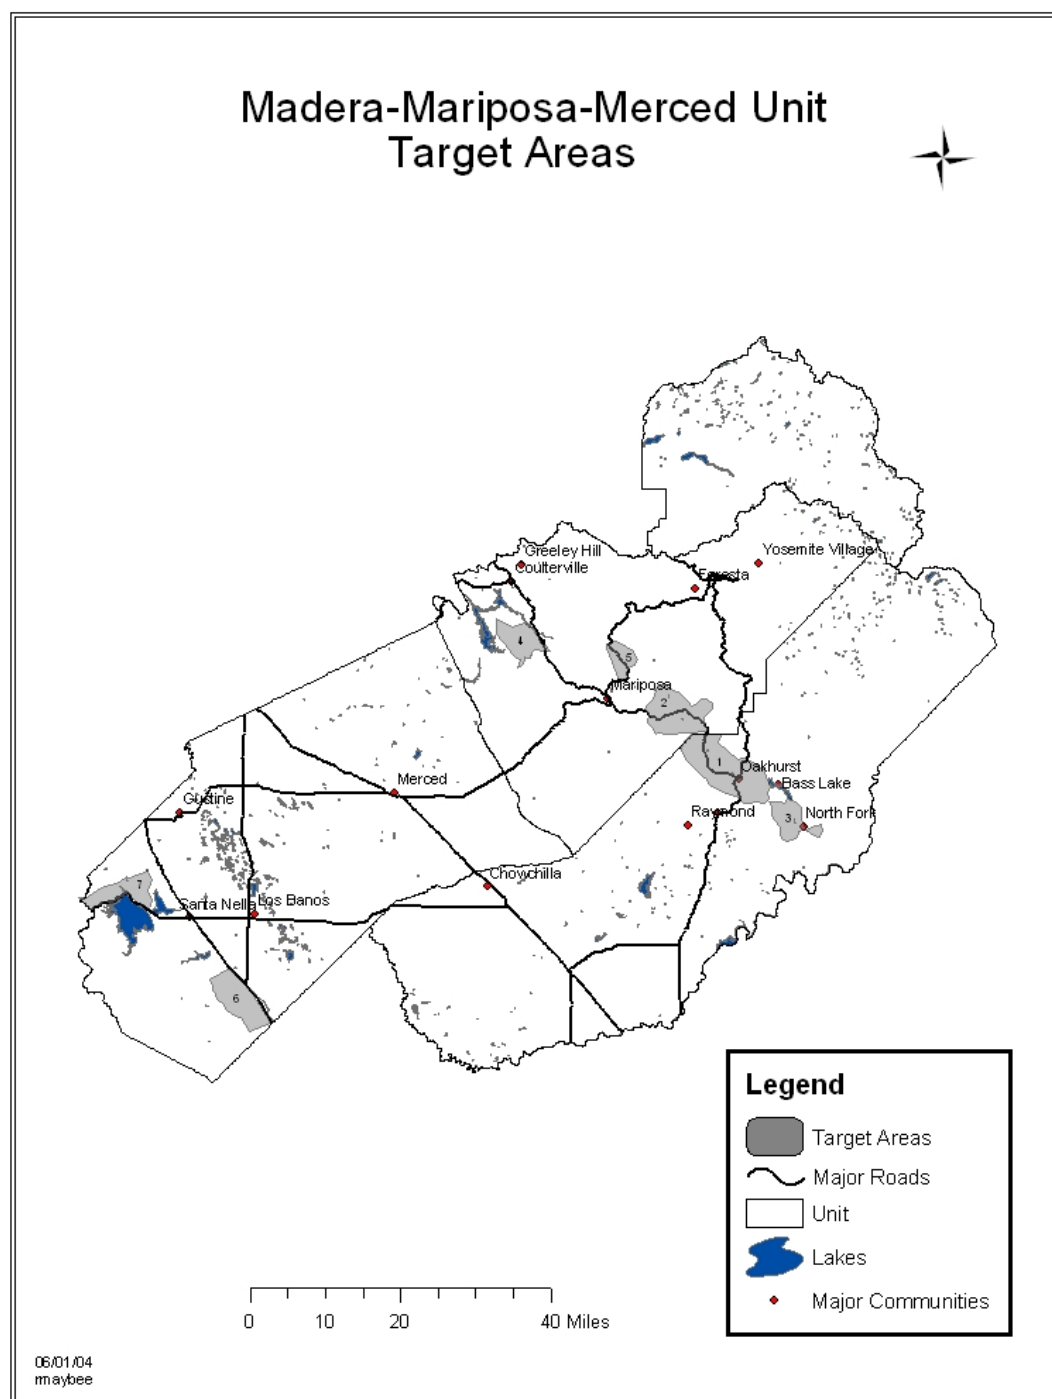 Madera-Mariposa-Merced Unit
Target Areas
Greeley Hill
Yosemite Village
Coulterville
Foresta
4
5
Mariposa
2
1
Oakhurst
Merced
Bass Lake
Gustine
Raymond
3
North Fork
Chowchilla
7
Santa Nella
Los Banos
6
Legend
Target Areas
Major Roads
Unit
Lakes
Major Communities
0 10 20 40 Miles
06/01/04
rmaybee